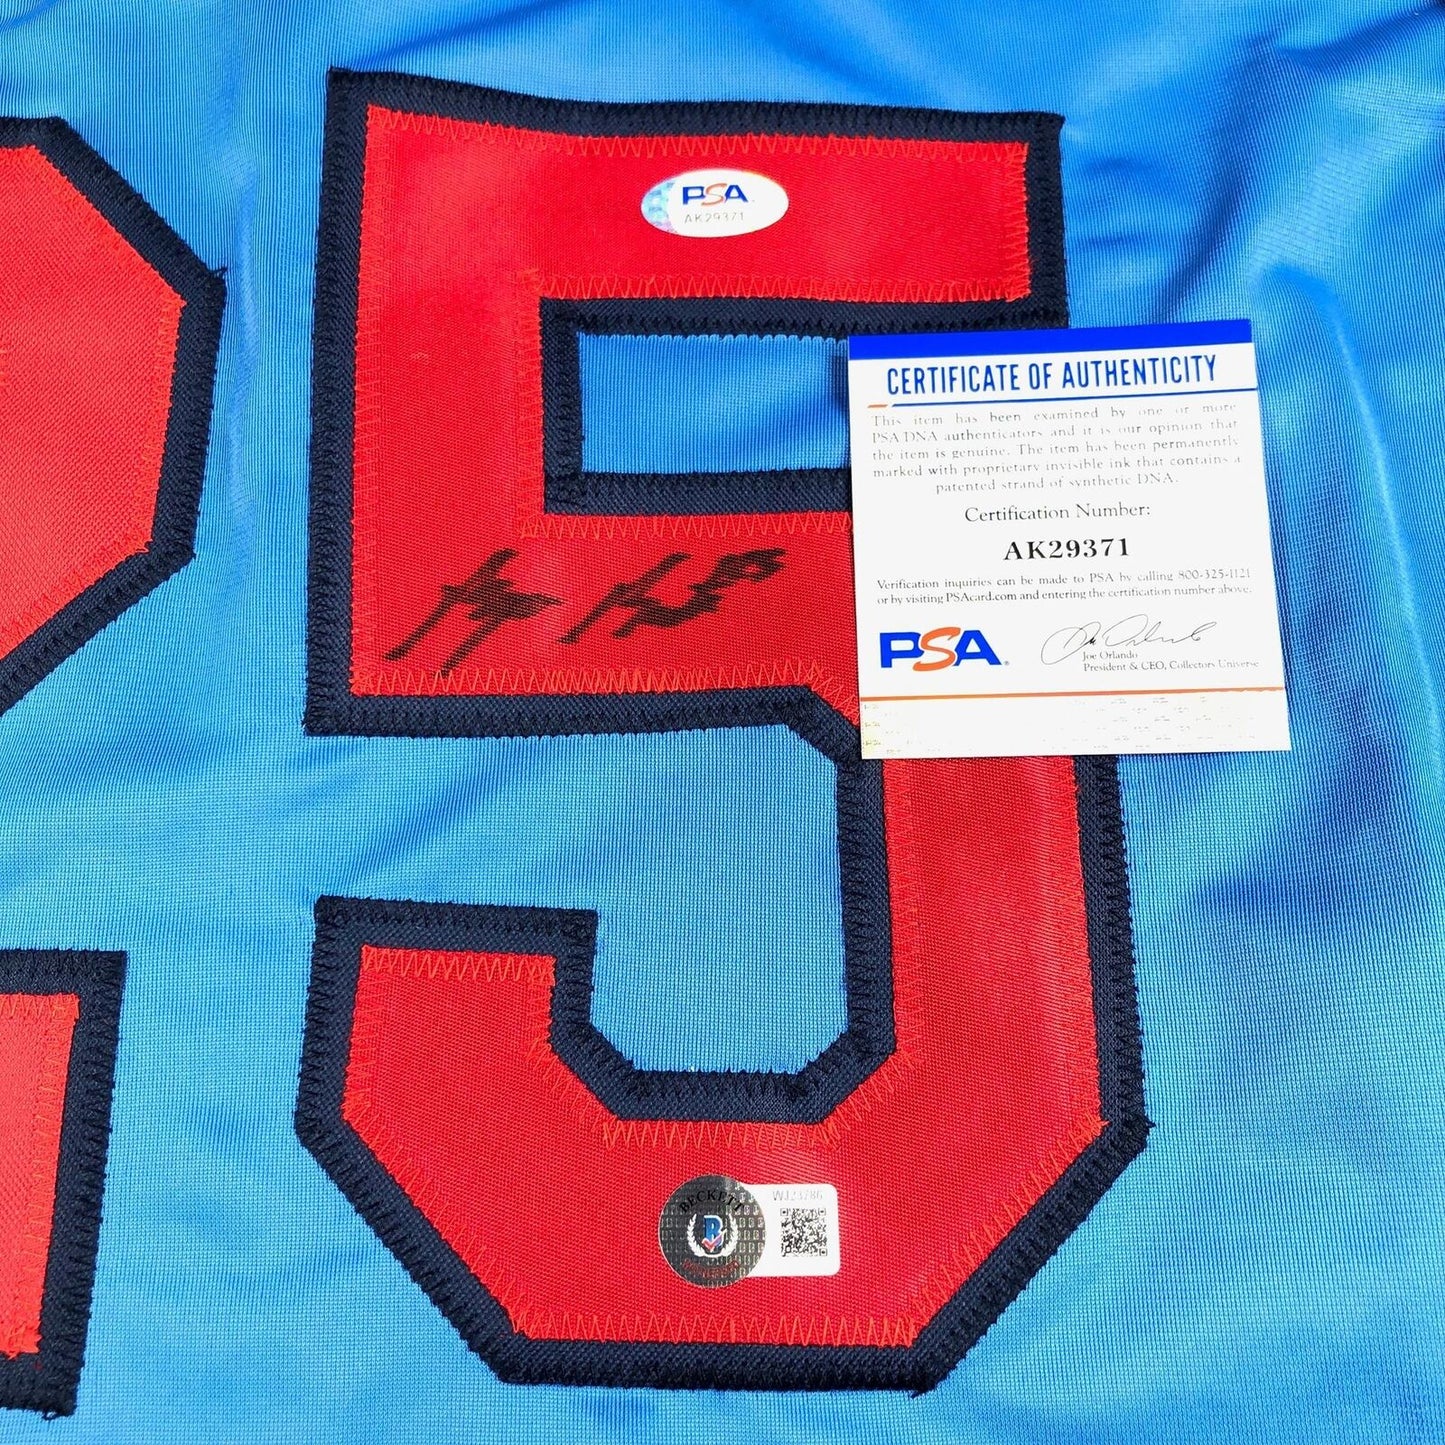 25
PSA
AK29371
CERTIFICATE OF AUTHENTICITY
This item has been examined by one or more
PSA DNA authenticators and it is our opinion that
the item is genuine. The item has been permanently
marked with proprietary invisible ink that contains a
patented strand of synthetic DNA.
Certification Number:
AK29371
Verification inquiries can be made to PSA by calling 800-325-1121
or by visiting PSAcard.com and entering the certification number above.
PSA
Joe Orlando
President & CEO, Collectors Universe
BECKETT
B
WJ23786